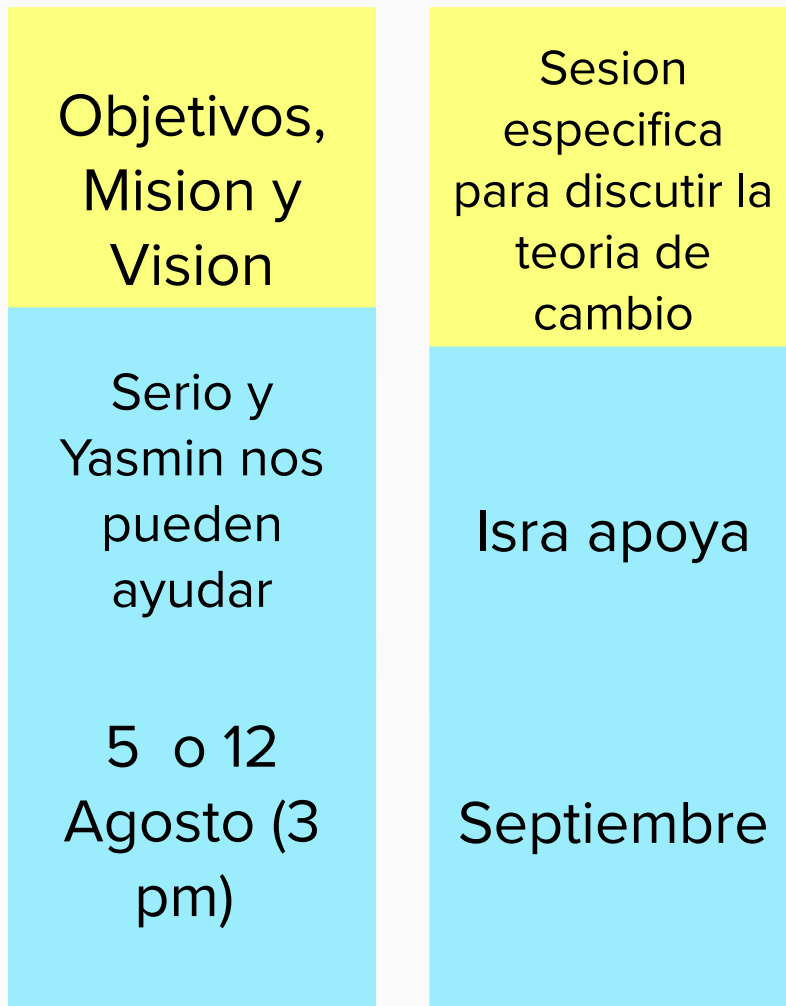 Objetivos,
Mision y
Vision
Serio y
Yasmin nos
pueden
ayudar
5 o 12
Agosto (3
pm)
Sesion
especifica
para discutir la
teoria de
cambio
Isra apoya
Septiembre